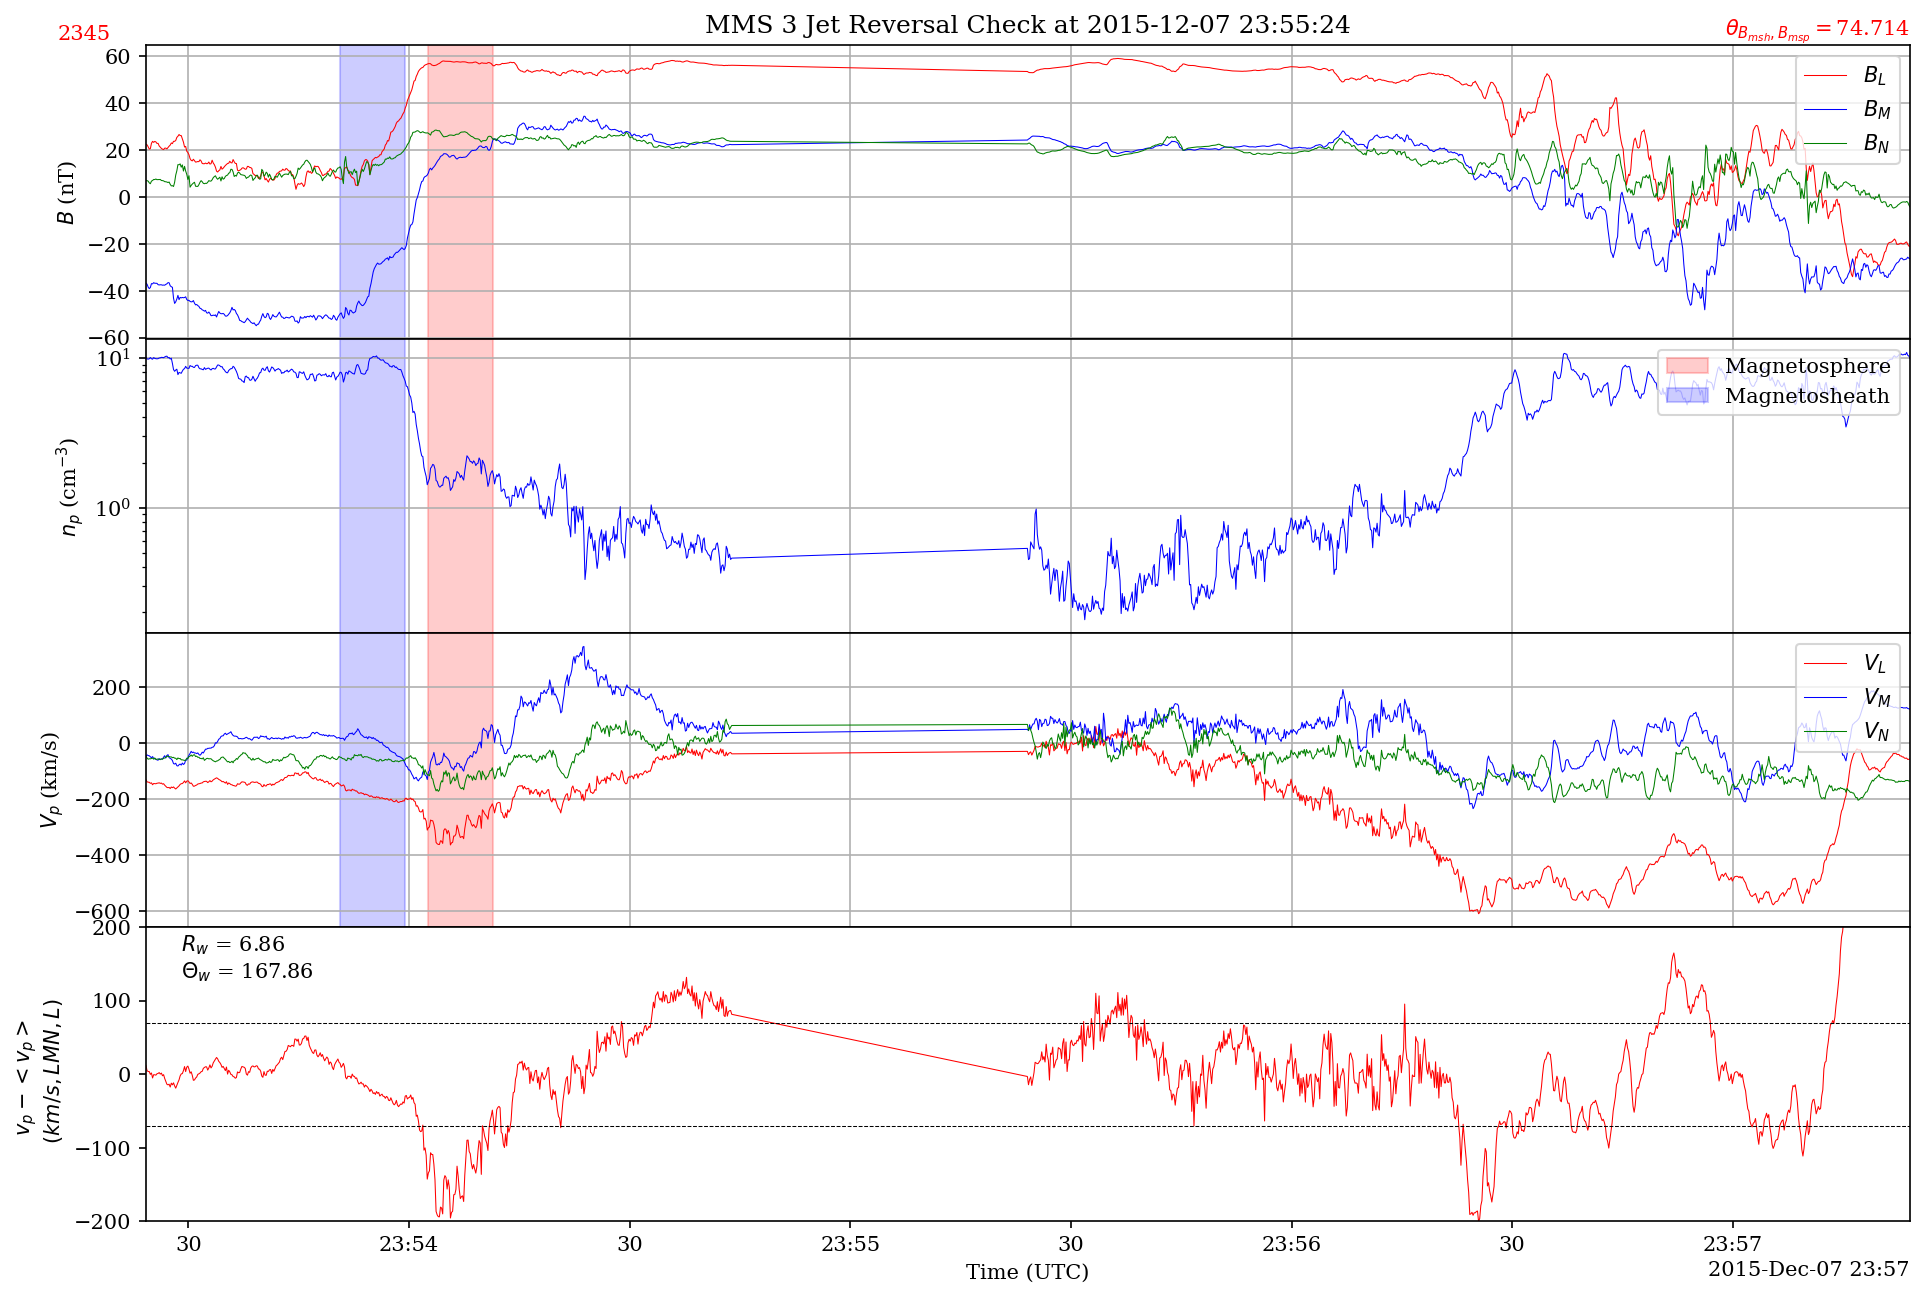 MMS 3 Jet Reversal Check at 2015-12-07 23:55:24
2345
θ_{B_{msh}, B_{msp}} = 74.714
60
40
20
0
−20
−40
−60
B (nT)
B_L
B_M
B_N
10^1
10^0
n_p (cm^{−3})
Magnetosphere
Magnetosheath
200
0
−200
−400
−600
V_p (km/s)
V_L
V_M
V_N
200
100
0
−100
−200
v_p − < v_p >
(km/s, LMN, L)
R_w = 6.86
Θ_w = 167.86
30 23:54 30 23:55 30 23:56 30 23:57
Time (UTC)
2015-Dec-07 23:57